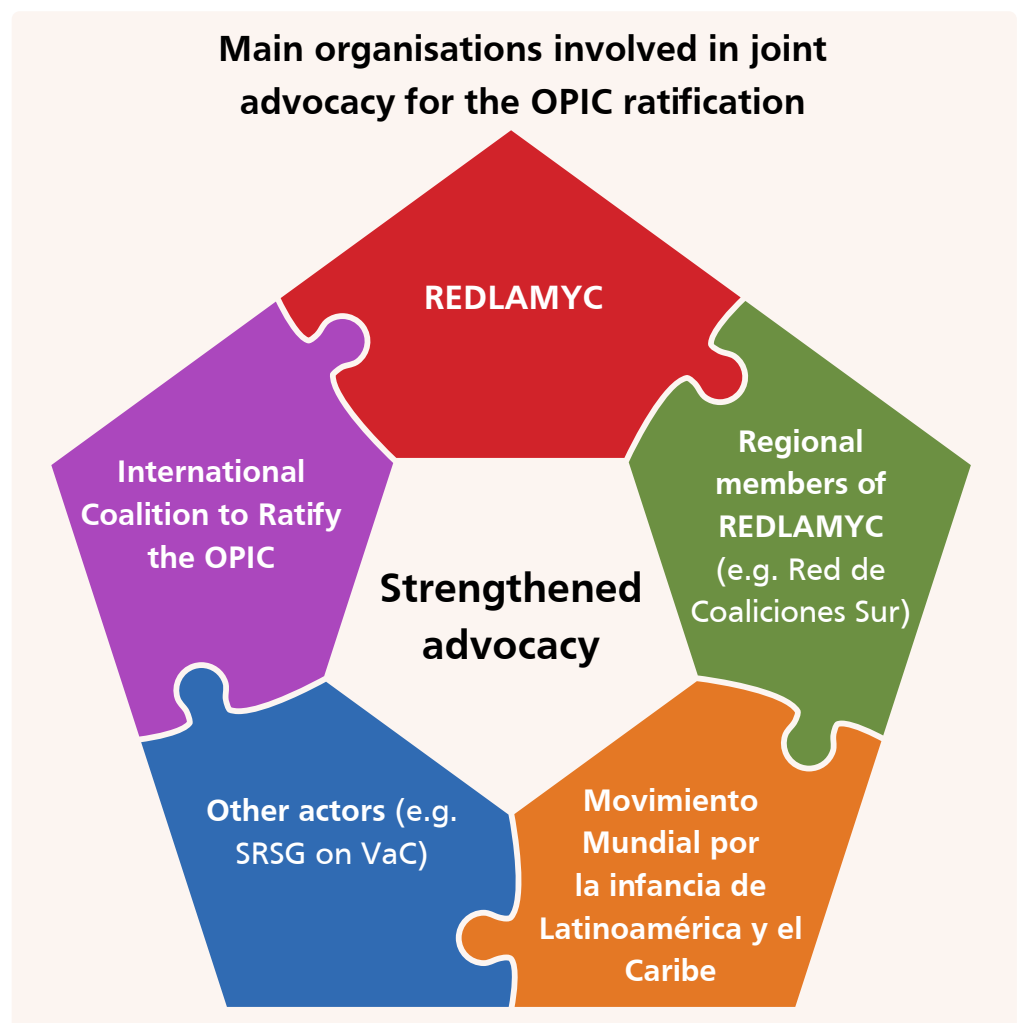 Main organisations involved in joint
advocacy for the OPIC ratification
REDLAMYC
Regional
members of
REDLAMYC
(e.g. Red de
Coaliciones Sur)
International
Coalition to Ratify
the OPIC
Strengthened
advocacy
Other actors (e.g.
SRSG on VaC)
Movimiento
Mundial por
la infancia de
Latinoamérica y el
Caribe